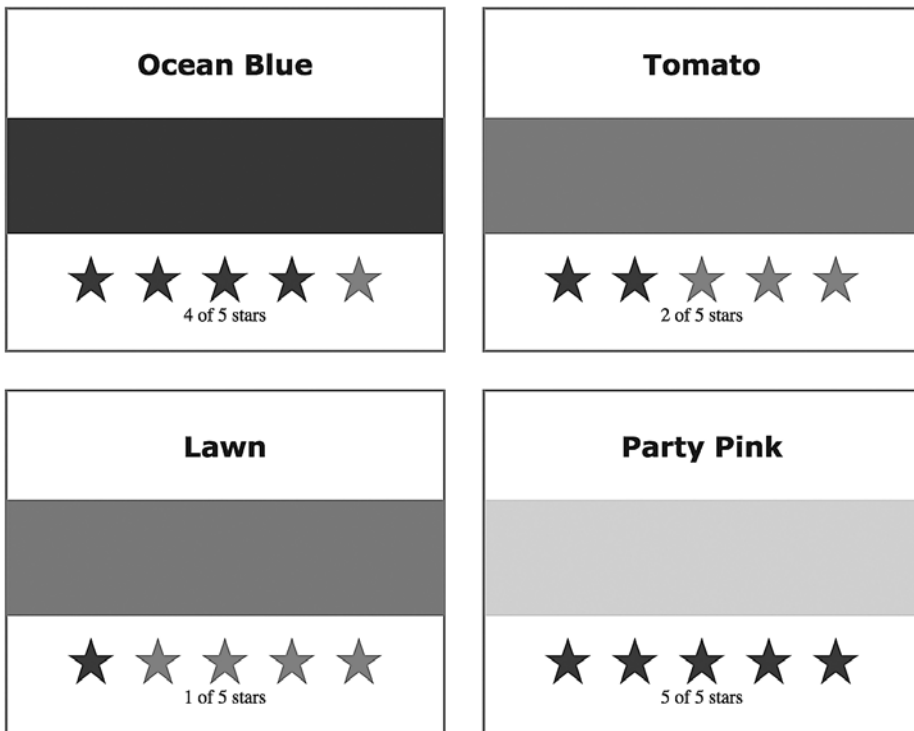 Ocean Blue
4 of 5 stars
Tomato
2 of 5 stars
Lawn
1 of 5 stars
Party Pink
5 of 5 stars